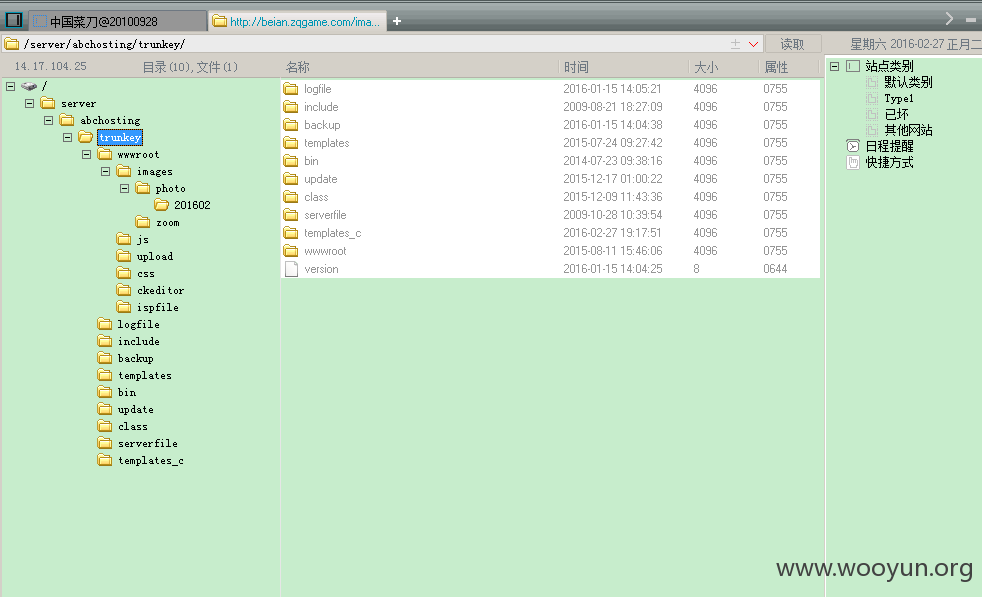 中国菜刀@20100928
http://beian.zqgame.com/ima...
/server/abchosting/trunkey/
读取
星期六 2016-02-27 正月二
14.17.104.25
目录(10),文件(1)
名称
时间
大小
属性
/
server
abchosting
trunkey
wwwroot
images
photo
201602
zoom
js
upload
css
ckeditor
ispfile
logfile
include
backup
templates
bin
update
class
serverfile
templates_c
logfile 2016-01-15 14:05:21 4096 0755
include 2009-08-21 18:27:09 4096 0755
backup 2016-01-15 14:04:38 4096 0755
templates 2015-07-24 09:27:42 4096 0755
bin 2014-07-23 09:38:16 4096 0755
update 2015-12-17 01:00:22 4096 0755
class 2015-12-09 11:43:36 4096 0755
serverfile 2009-10-28 10:39:54 4096 0755
templates_c 2016-02-27 19:17:51 4096 0755
wwwroot 2015-08-11 15:46:06 4096 0755
version 2016-01-15 14:04:25 8 0644
站点类别
默认类别
Type1
已坏
其他网站
日程提醒
快捷方式
www.wooyun.org